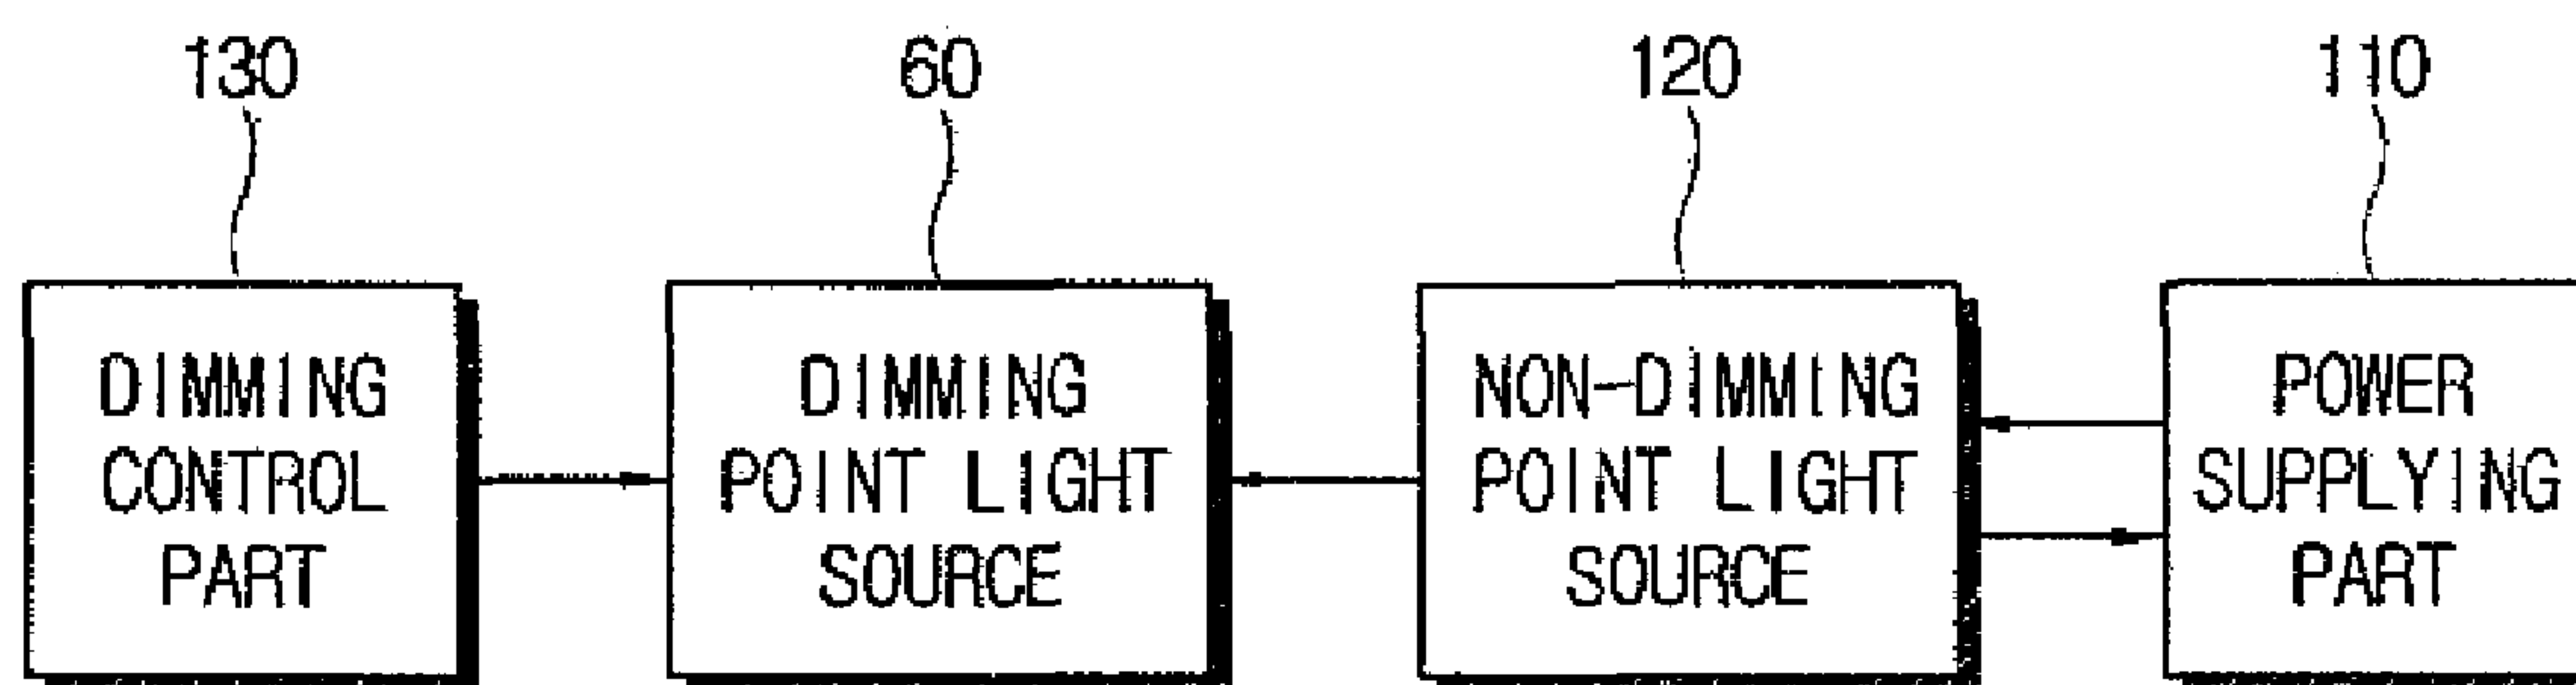 130
60
120
110
DIMMING
CONTROL
PART
DIMMING
POINT LIGHT
SOURCE
NON-DIMMING
POINT LIGHT
SOURCE
POWER
SUPPLYING
PART